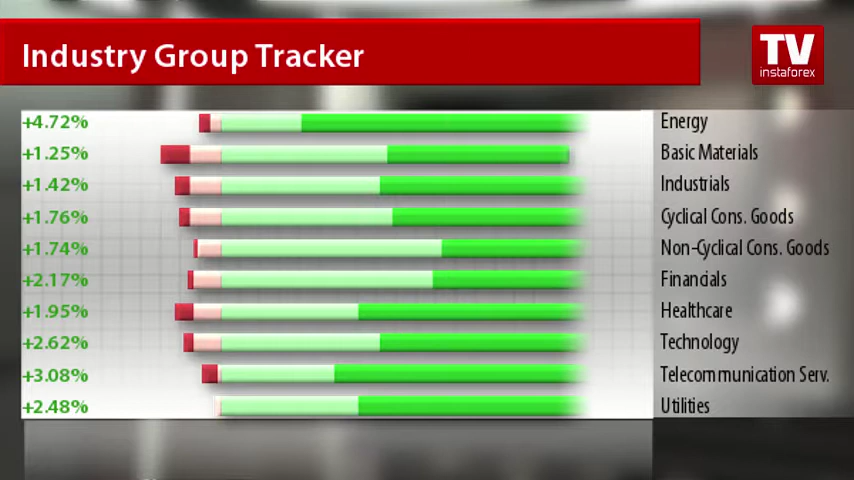 Industry Group Tracker
TV
instaforex
+4.72% Energy
+1.25% Basic Materials
+1.42% Industrials
+1.76% Cyclical Cons. Goods
+1.74% Non-Cyclical Cons. Goods
+2.17% Financials
+1.95% Healthcare
+2.62% Technology
+3.08% Telecommunication Serv.
+2.48% Utilities